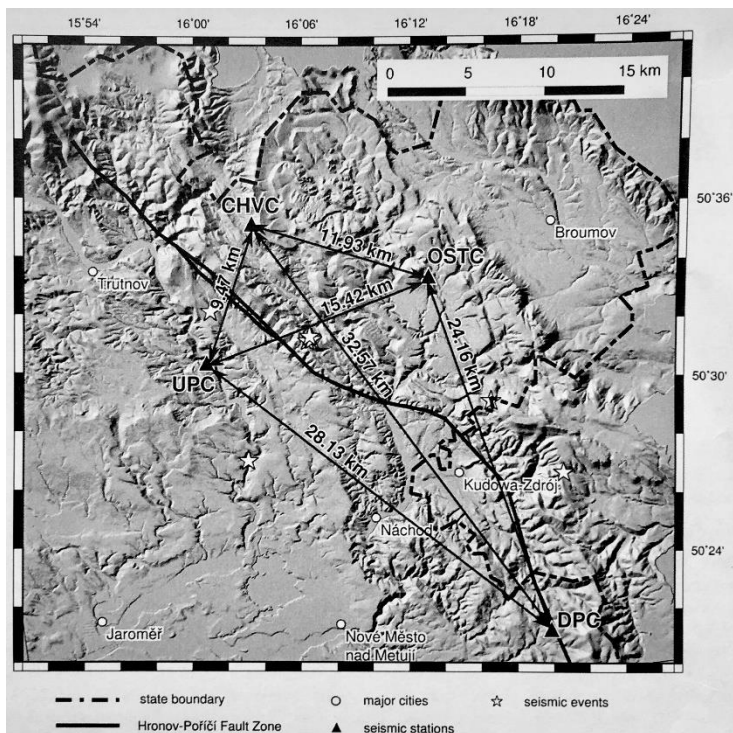 15°54' 16°00' 16°06' 16°12' 16°18' 16°24'
0 5 10 15 km
50°36'
CHVC
Broumov
11.93 km
OSTC
Trutnov
9.47 km
15.42 km
32.57 km
24.16 km
UPC
50°30'
28.13 km
Kudowa-Zdrój
Náchod
50°24'
DPC
Jaroměř
Nové Město
nad Metují
state boundary
major cities
seismic events
Hronov-Poříčí Fault Zone
seismic stations